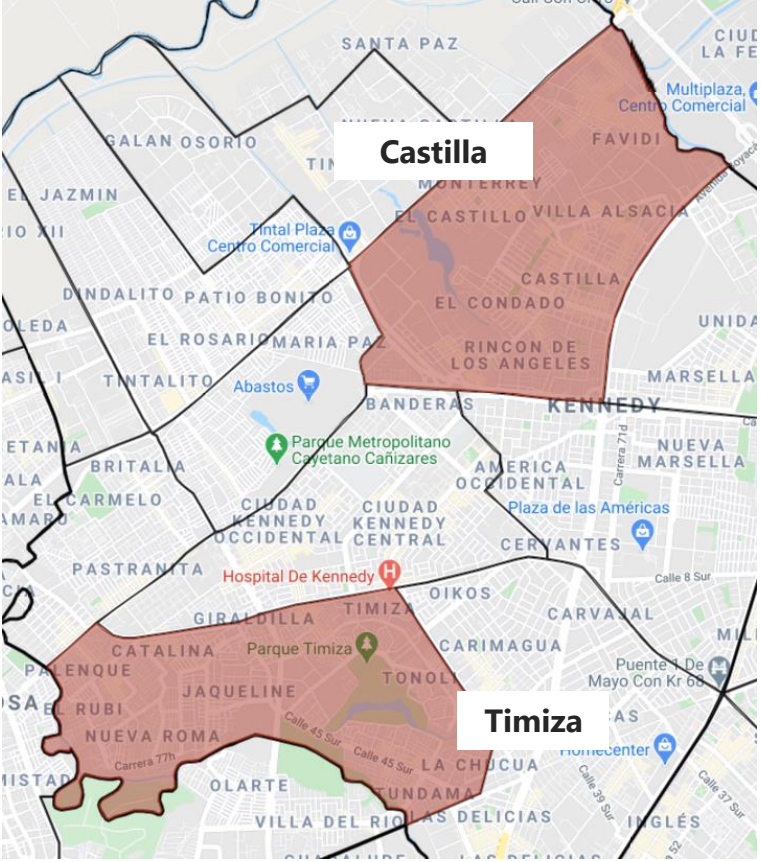 SANTA PAZ
CIUD
LA FE
Multiplaza,
Centro Comercial
GALAN
OSORIO
TIN
Castilla
FAVIDI
MONTERREY
EL JAZMIN
EL CASTILLO
VILLA ALSACIA
Avenida Boyacá
IO XII
Tintal Plaza
Centro Comercial
CASTILLA
DINDALITO
PATIO BONITO
EL CONDADO
OLEDA
UNIDA
EL ROSARIO
MARIA PAZ
RINCON DE
LOS ANGELES
ASIL I
TINTALITO
Abastos
MARSELLA
BANDERAS
KENNEDY
Carrera 71d
ETANIA
Parque Metropolitano
Cayetano Cañizares
NUEVA
MARSELLA
BRITALIA
AMERICA
OCCIDENTAL
ALA
EL CARMELO
AMARU
CIUDAD
KENNEDY
OCCIDENTAL
CIUDAD
KENNEDY
CENTRAL
Plaza de las Américas
CERVANTES
PASTRANITA
Hospital De Kennedy
Calle 8 Sur
OIKOS
TIMIZA
GIRALDILLA
CARVAJAL
CATALINA
Parque Timiza
CARIMAGUA
MIL
PALENQUE
TONOLI
Puente 1 De
Mayo Con Kr 68
JAQUELINE
OSA
EL RUBI
Timiza
CAS
NUEVA ROMA
Calle 45 Sur
Calle 45 Sur
Homecenter
Carrera 77h
LA CHUCUA
MISTAD
OLARTE
TUNDAMA
Calle 39 Sur
Calle 37 Sur
VILLA DEL RIO
LAS DELICIAS
INGLÉS
52